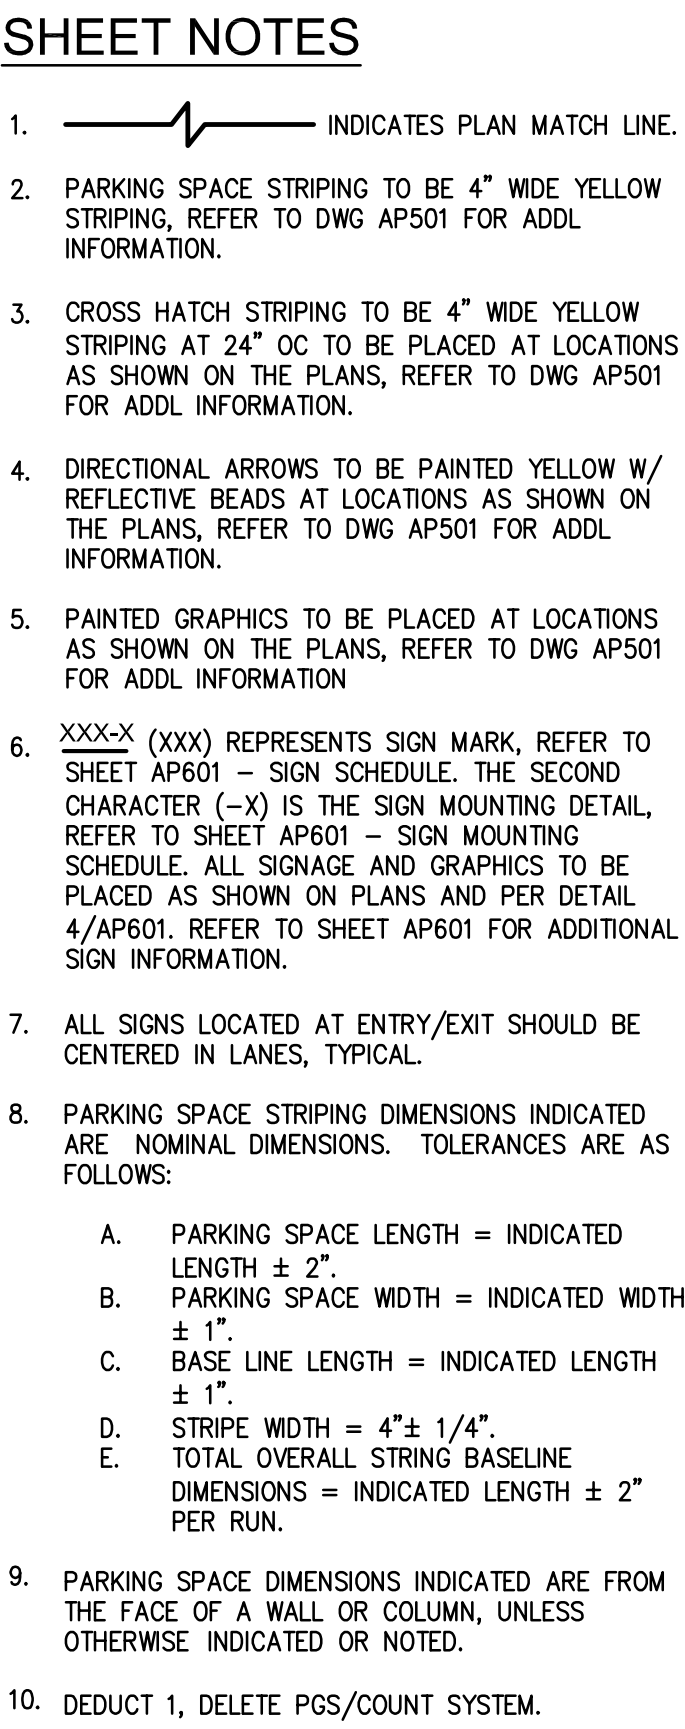 SHEET NOTES
1. INDICATES PLAN MATCH LINE.
2. PARKING SPACE STRIPING TO BE 4" WIDE YELLOW
STRIPING, REFER TO DWG AP501 FOR ADDL
INFORMATION.
3. CROSS HATCH STRIPING TO BE 4" WIDE YELLOW
STRIPING AT 24" OC TO BE PLACED AT LOCATIONS
AS SHOWN ON THE PLANS, REFER TO DWG AP501
FOR ADDL INFORMATION.
4. DIRECTIONAL ARROWS TO BE PAINTED YELLOW W/
REFLECTIVE BEADS AT LOCATIONS AS SHOWN ON
THE PLANS, REFER TO DWG AP501 FOR ADDL
INFORMATION.
5. PAINTED GRAPHICS TO BE PLACED AT LOCATIONS
AS SHOWN ON THE PLANS, REFER TO DWG AP501
FOR ADDL INFORMATION
6. XXX-X (XXX) REPRESENTS SIGN MARK, REFER TO
SHEET AP601 – SIGN SCHEDULE. THE SECOND
CHARACTER (–X) IS THE SIGN MOUNTING DETAIL,
REFER TO SHEET AP601 – SIGN MOUNTING
SCHEDULE. ALL SIGNAGE AND GRAPHICS TO BE
PLACED AS SHOWN ON PLANS AND PER DETAIL
4/AP601. REFER TO SHEET AP601 FOR ADDITIONAL
SIGN INFORMATION.
7. ALL SIGNS LOCATED AT ENTRY/EXIT SHOULD BE
CENTERED IN LANES, TYPICAL.
8. PARKING SPACE STRIPING DIMENSIONS INDICATED
ARE NOMINAL DIMENSIONS. TOLERANCES ARE AS
FOLLOWS:
A. PARKING SPACE LENGTH = INDICATED
LENGTH ± 2".
B. PARKING SPACE WIDTH = INDICATED WIDTH
± 1".
C. BASE LINE LENGTH = INDICATED LENGTH
± 1".
D. STRIPE WIDTH = 4"± 1/4".
E. TOTAL OVERALL STRING BASELINE
DIMENSIONS = INDICATED LENGTH ± 2"
PER RUN.
9. PARKING SPACE DIMENSIONS INDICATED ARE FROM
THE FACE OF A WALL OR COLUMN, UNLESS
OTHERWISE INDICATED OR NOTED.
10. DEDUCT 1, DELETE PGS/COUNT SYSTEM.